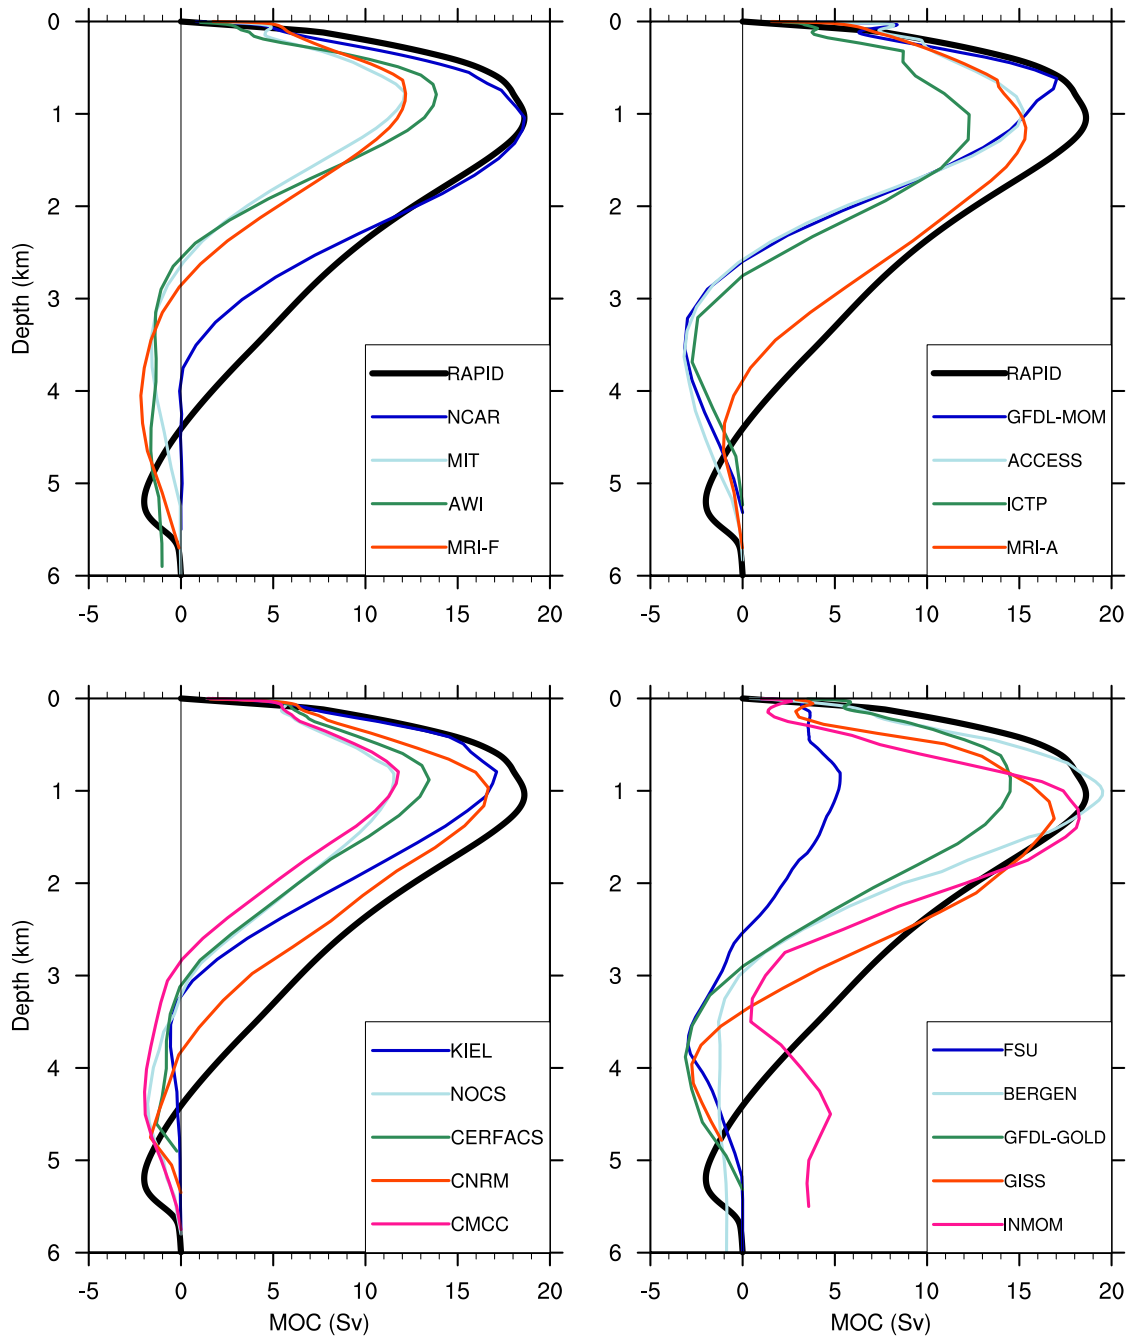 0
1
2
3
4
5
6
Depth (km)
-5 0 5 10 15 20
RAPID
NCAR
MIT
AWI
MRI-F
0
1
2
3
4
5
6
-5 0 5 10 15 20
RAPID
GFDL-MOM
ACCESS
ICTP
MRI-A
0
1
2
3
4
5
6
Depth (km)
-5 0 5 10 15 20
MOC (Sv)
KIEL
NOCS
CERFACS
CNRM
CMCC
0
1
2
3
4
5
6
-5 0 5 10 15 20
MOC (Sv)
FSU
BERGEN
GFDL-GOLD
GISS
INMOM